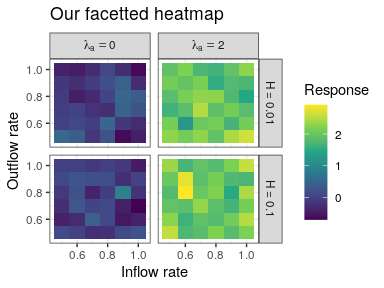 Our facetted heatmap
λa = 0
λa = 2
Outflow rate
1.0
0.8
0.6
H = 0.01
1.0
0.8
0.6
H = 0.1
0.6 0.8 1.0
0.6 0.8 1.0
Inflow rate
Response
2
1
0